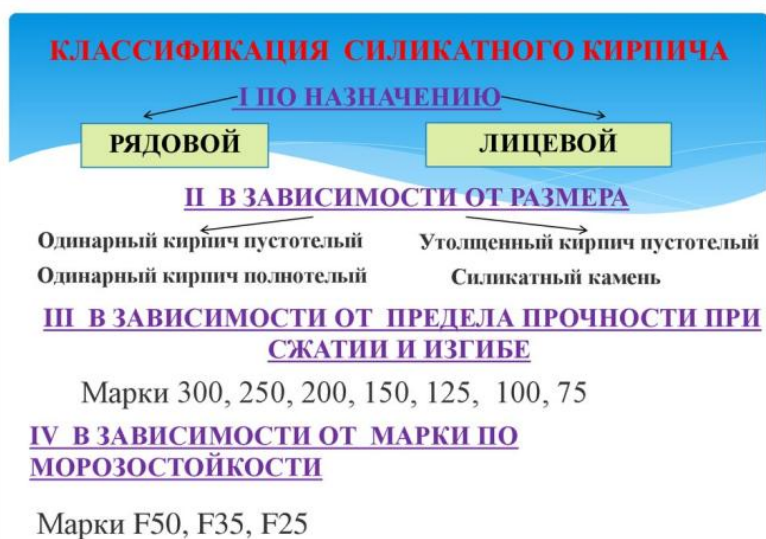 КЛАССИФИКАЦИЯ СИЛИКАТНОГО КИРПИЧА
I ПО НАЗНАЧЕНИЮ
РЯДОВОЙ
ЛИЦЕВОЙ
II В ЗАВИСИМОСТИ ОТ РАЗМЕРА
Одинарный кирпич пустотелый
Утолщенный кирпич пустотелый
Одинарный кирпич полнотелый
Силикатный камень
III В ЗАВИСИМОСТИ ОТ ПРЕДЕЛА ПРОЧНОСТИ ПРИ
СЖАТИИ И ИЗГИБЕ
Марки 300, 250, 200, 150, 125, 100, 75
IV В ЗАВИСИМОСТИ ОТ МАРКИ ПО
МОРОЗОСТОЙКОСТИ
Марки F50, F35, F25